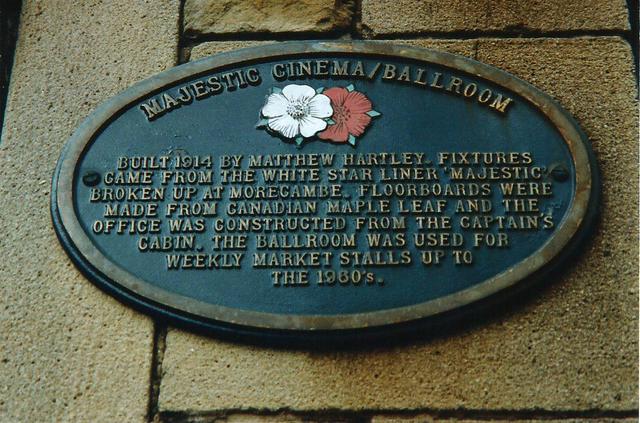 MAJESTIC CINEMA/BALLROOM
BUILT 1914 BY MATTHEW HARTLEY. FIXTURES
CAME FROM THE WHITE STAR LINER 'MAJESTIC'
BROKEN UP AT MORECAMBE. FLOORBOARDS WERE
MADE FROM CANADIAN MAPLE LEAF AND THE
OFFICE WAS CONSTRUCTED FROM THE CAPTAIN'S
CABIN. THE BALLROOM WAS USED FOR
WEEKLY MARKET STALLS UP TO
THE 1960's.